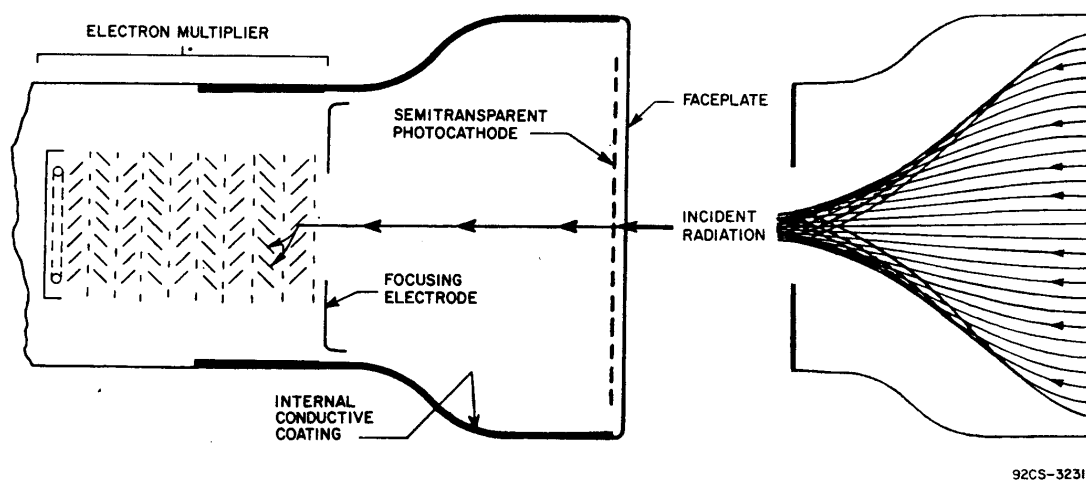 ELECTRON MULTIPLIER
SEMITRANSPARENT
PHOTOCATHODE
FACEPLATE
INCIDENT
RADIATION
FOCUSING
ELECTRODE
INTERNAL
CONDUCTIVE
COATING
92CS-3231